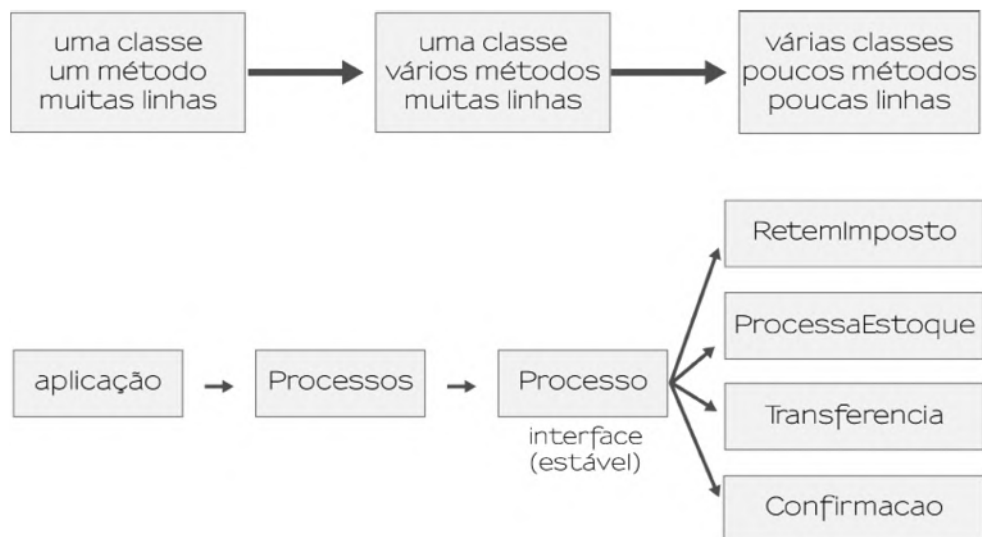 uma classe
um método
muitas linhas
uma classe
vários métodos
muitas linhas
várias classes
poucos métodos
poucas linhas
aplicação
Processos
Processo
interface
(estável)
RetemImposto
ProcessaEstoque
Transferéncia
Confirmacao